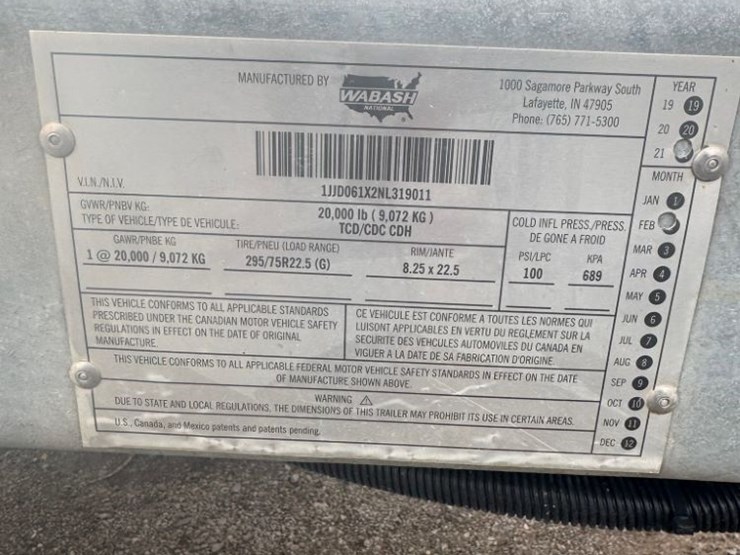 MANUFACTURED BY
WABASH
NATIONAL
1000 Sagamore Parkway South
Lafayette, IN 47905
Phone: (765) 771-5300
YEAR
19 19
20 20
21
MONTH
JAN 1
FEB
MAR 3
APR 4
MAY 5
JUN 6
JUL 7
AUG 8
SEP 9
OCT 10
NOV 11
DEC 12
V.I.N./N.I.V.
1JJD061X2NL319011
GVWR/PNBV KG:
20,000 lb ( 9,072 KG )
TYPE OF VEHICLE/TYPE DE VEHICULE:
TCD/CDC CDH
GAWR/PNBE KG
1 @ 20,000 / 9,072 KG
TIRE/PNEU (LOAD RANGE)
295/75R22.5 (G)
RIM/JANTE
8.25 x 22.5
COLD INFL PRESS./PRESS.
DE GONE A FROID
PSI/LPC KPA
100 689
THIS VEHICLE CONFORMS TO ALL APPLICABLE STANDARDS
PRESCRIBED UNDER THE CANADIAN MOTOR VEHICLE SAFETY
REGULATIONS IN EFFECT ON THE DATE OF ORIGINAL
MANUFACTURE.
CE VEHICULE EST CONFORME A TOUTES LES NORMES QUI
LUISONT APPLICABLES EN VERTU DU REGLEMENT SUR LA
SECURITE DES VEHCULES AUTOMOVILES DU CANADA EN
VIGUER A LA DATE DE SA FABRICATION D'ORIGINE.
THIS VEHICLE CONFORMS TO ALL APPLICABLE FEDERAL MOTOR VEHICLE SAFETY STANDARDS IN EFFECT ON THE DATE
OF MANUFACTURE SHOWN ABOVE.
WARNING ⚠
DUE TO STATE AND LOCAL REGULATIONS, THE DIMENSIONS OF THIS TRAILER MAY PROHIBIT ITS USE IN CERTAIN AREAS.
U.S., Canada, and Mexico patents and patents pending.